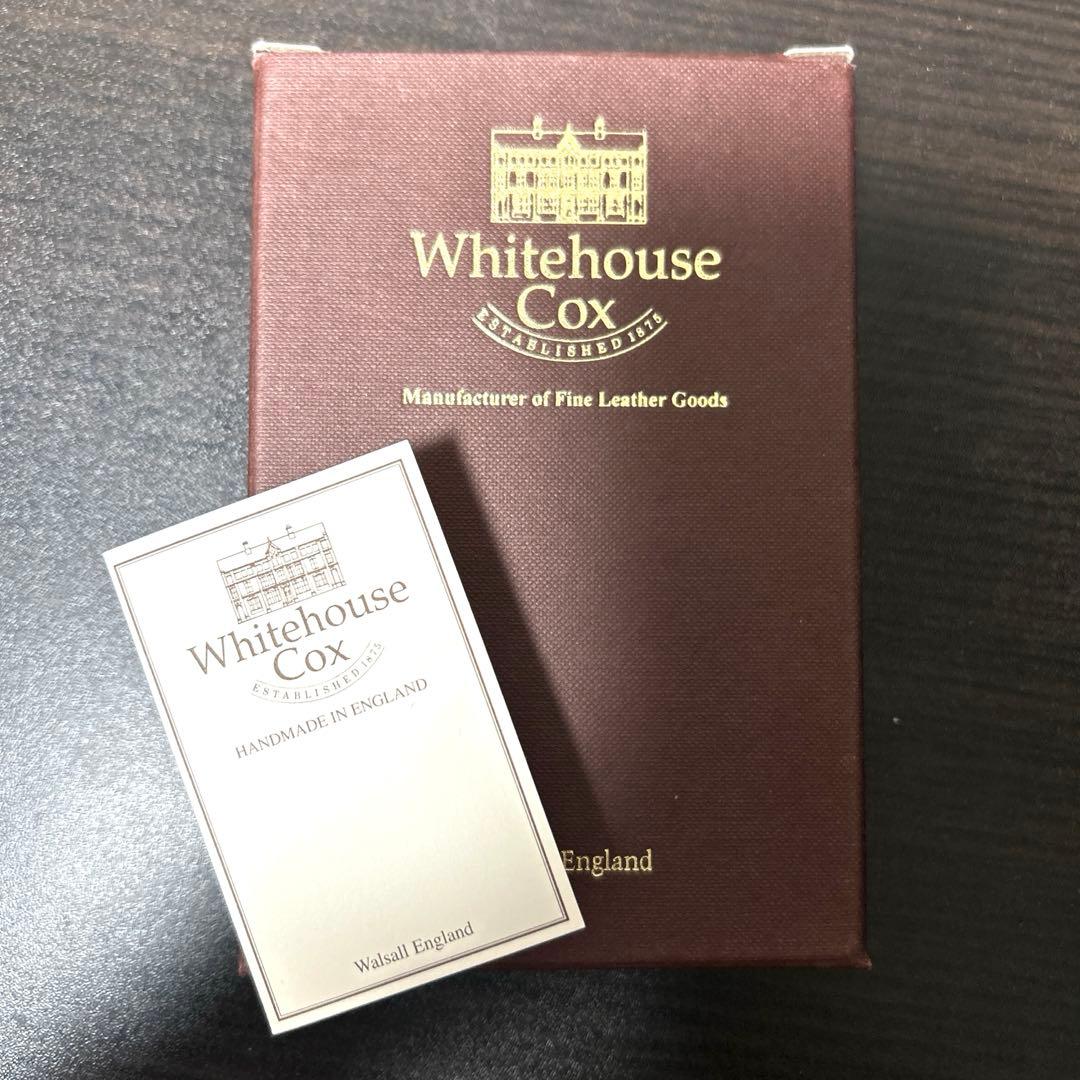 Whitehouse
Cox
ESTABLISHED 1875
Manufacturer of Fine Leather Goods
England
Whitehouse
Cox
ESTABLISHED 1875
HANDMADE IN ENGLAND
Walsall England